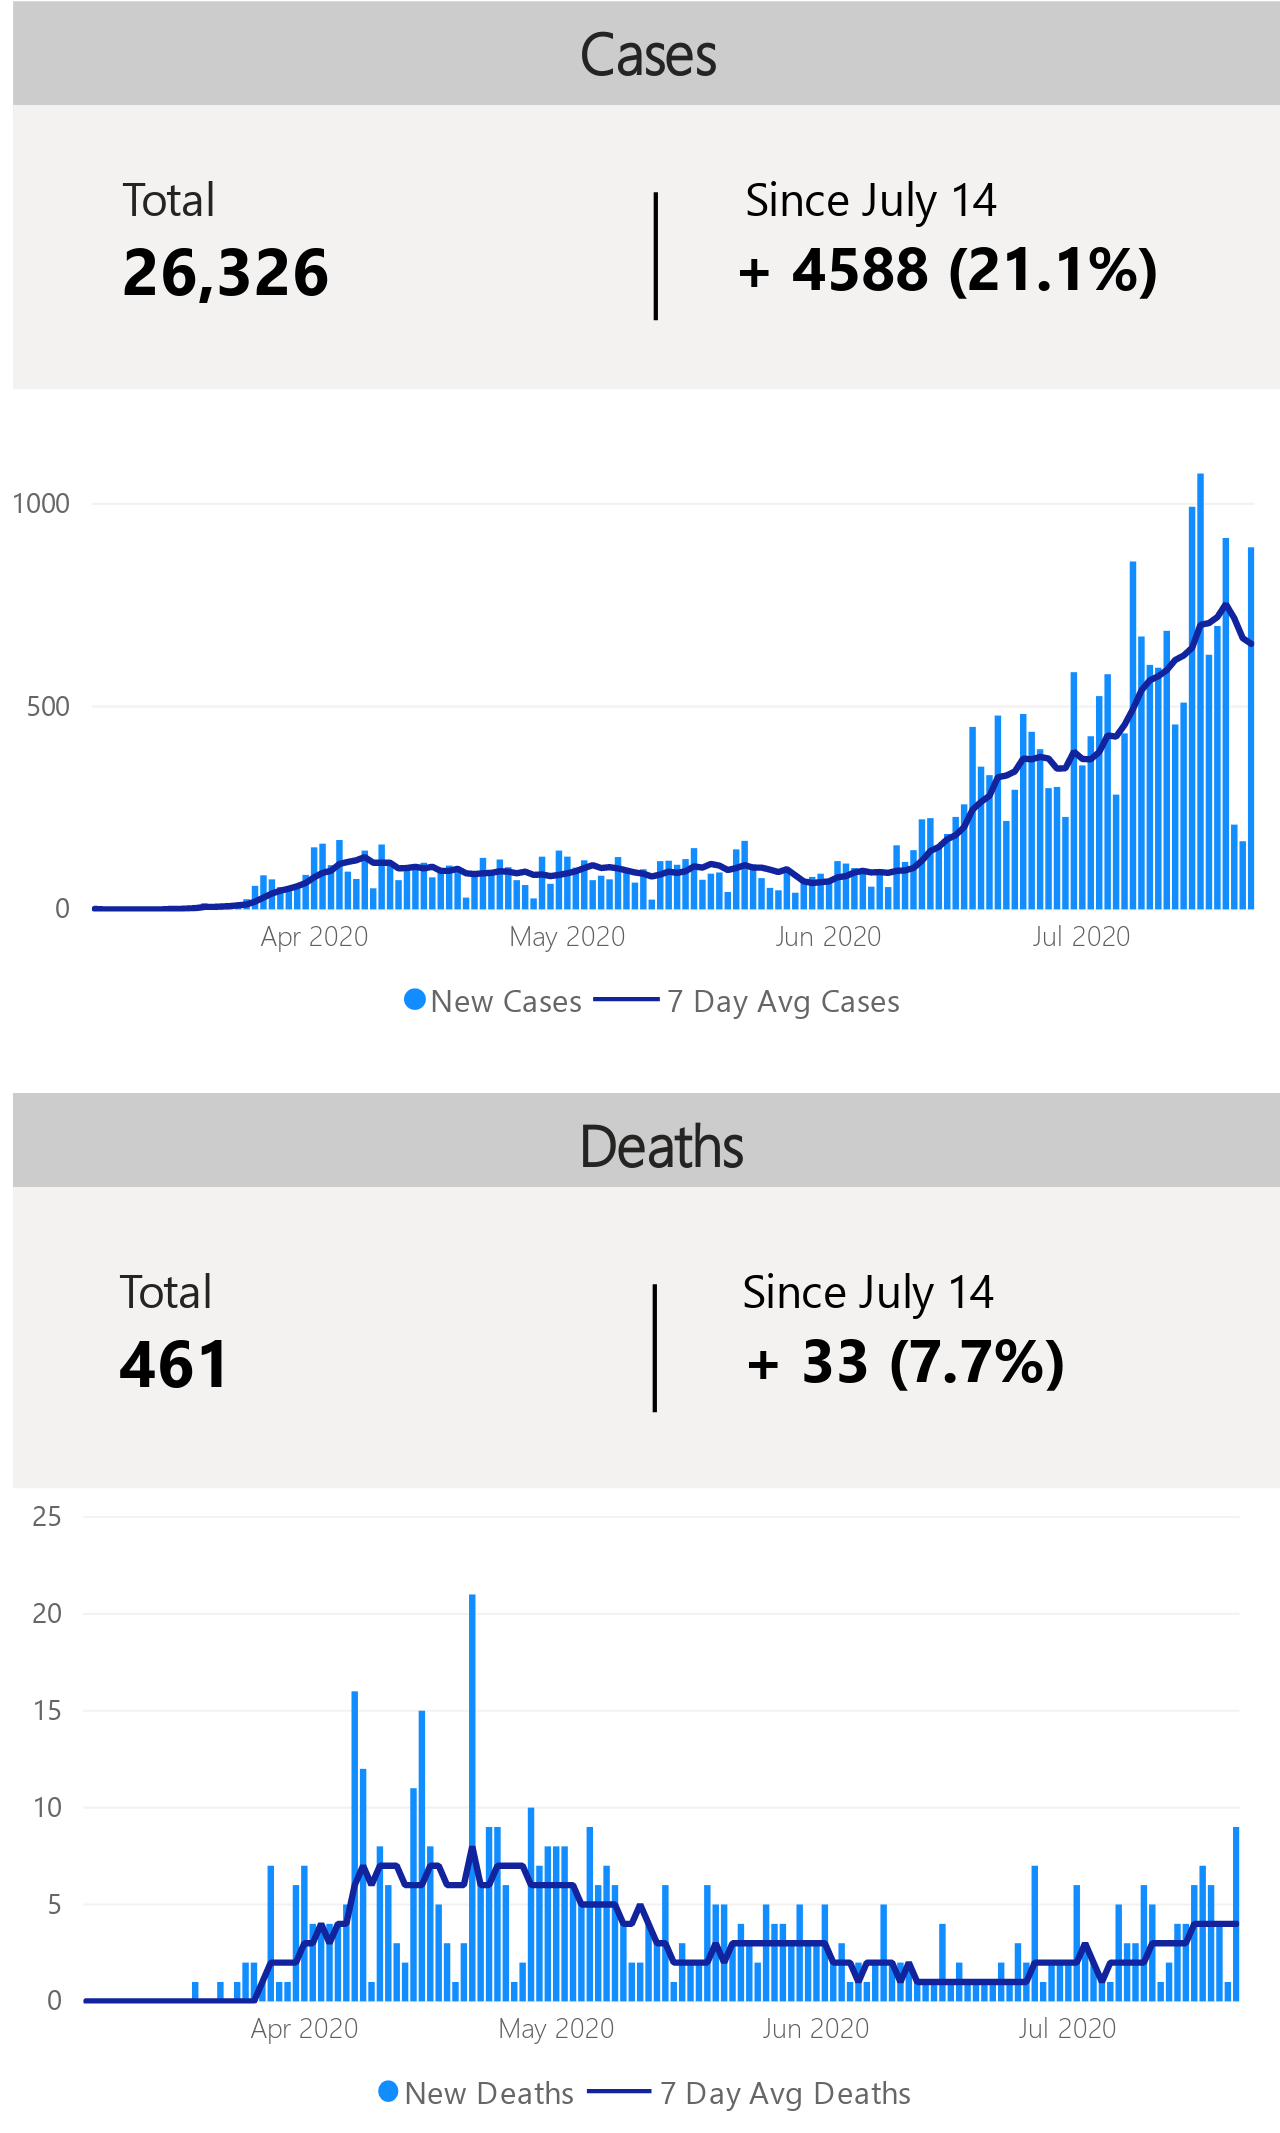 Cases
Total
Since July 14
26,326
+ 4588 (21.1%)
1000
500
0
Apr 2020
May 2020
Jun 2020
Jul 2020
New Cases
7 Day Avg Cases
Deaths
Total
Since July 14
461
+ 33 (7.7%)
25
20
15
10
5
0
Apr 2020
May 2020
Jun 2020
Jul 2020
New Deaths
7 Day Avg Deaths